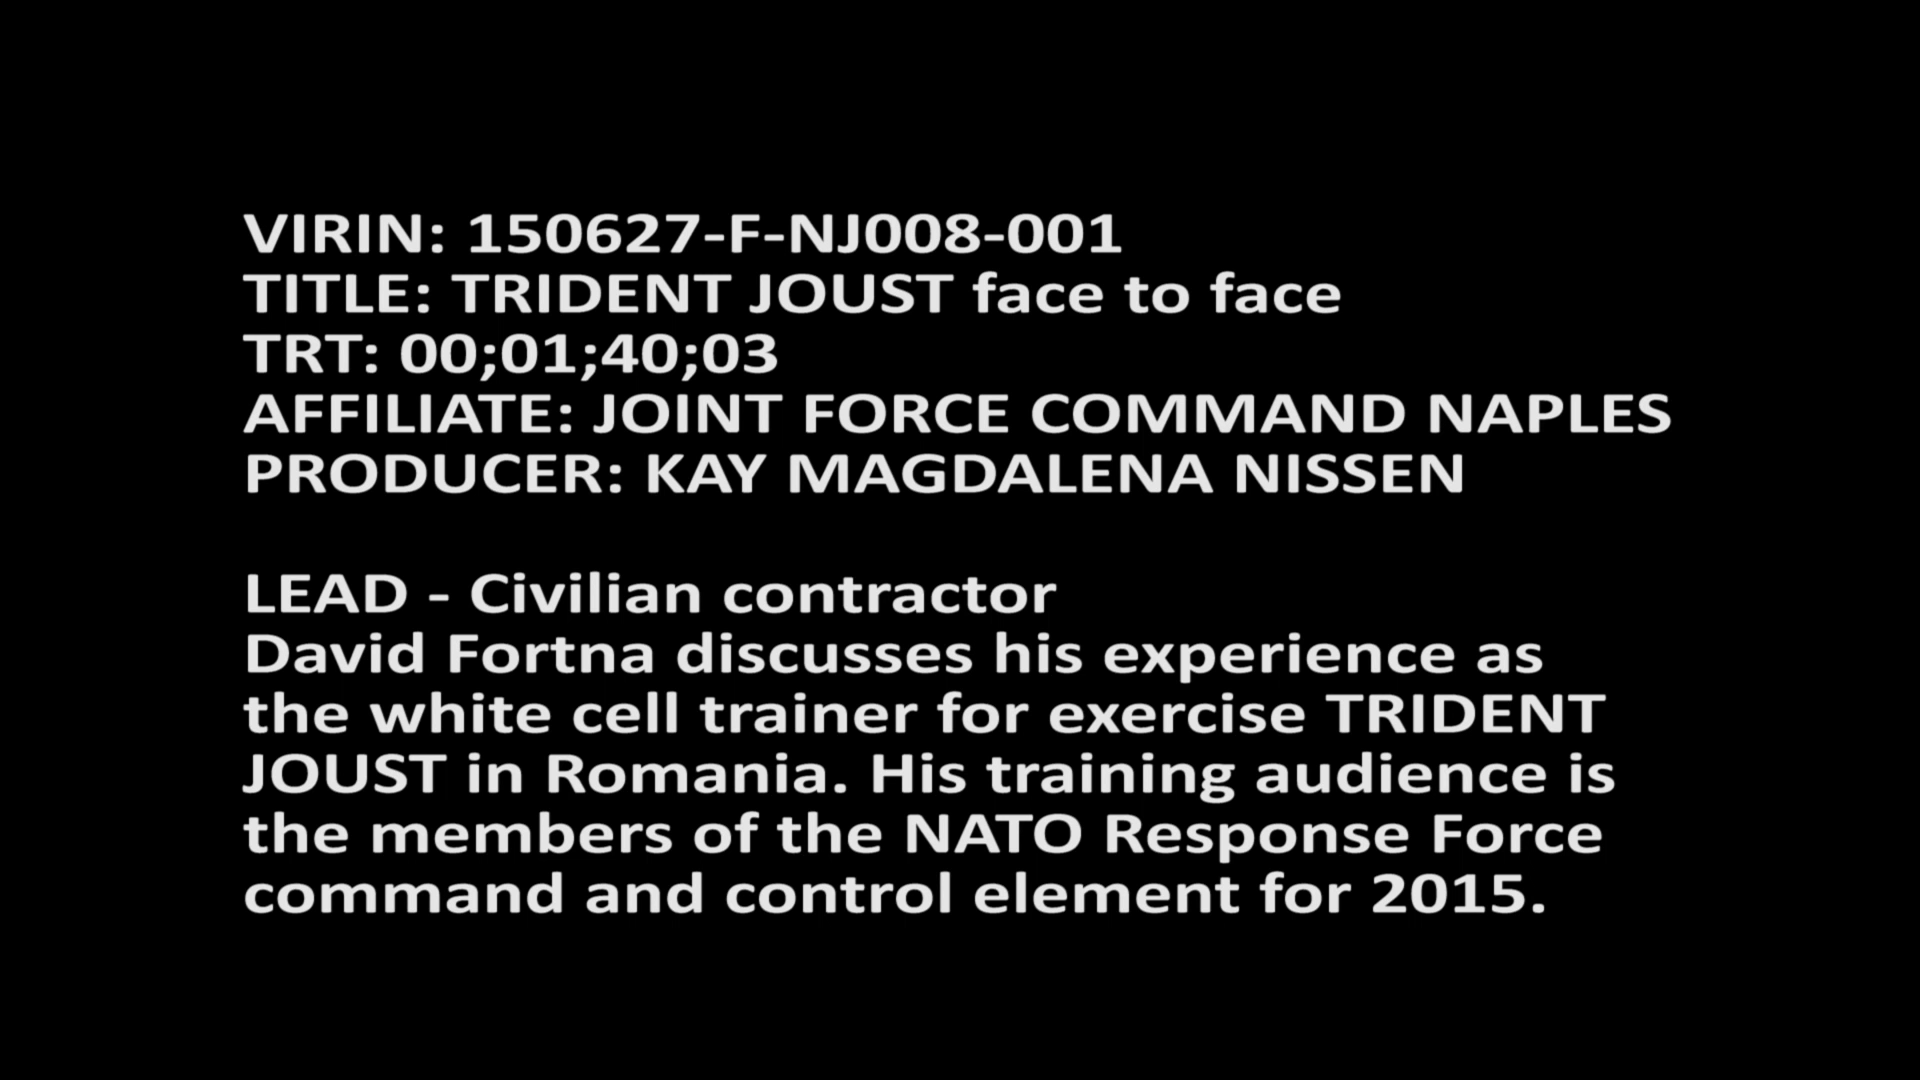 VIRIN: 150627-F-NJ008-001
TITLE: TRIDENT JOUST face to face
TRT: 00;01;40;03
AFFILIATE: JOINT FORCE COMMAND NAPLES
PRODUCER: KAY MAGDALENA NISSEN
LEAD - Civilian contractor
David Fortna discusses his experience as
the white cell trainer for exercise TRIDENT
JOUST in Romania. His training audience is
the members of the NATO Response Force
command and control element for 2015.